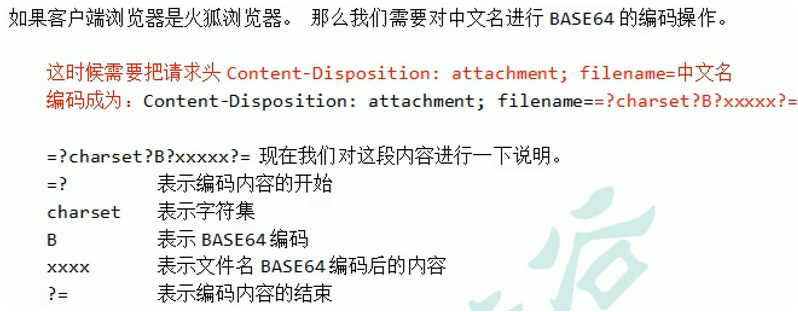 如果客户端浏览器是火狐浏览器。 那么我们需要对中文名进行 BASE64 的编码操作。
这时候需要把请求头 Content-Disposition: attachment; filename=中文名
编码成为：Content-Disposition: attachment; filename==?charset?B?xxxxx?=
=?charset?B?xxxxx?= 现在我们对这段内容进行一下说明。
=? 表示编码内容的开始
charset 表示字符集
B 表示 BASE64 编码
xxxx 表示文件名 BASE64 编码后的内容
?= 表示编码内容的结束